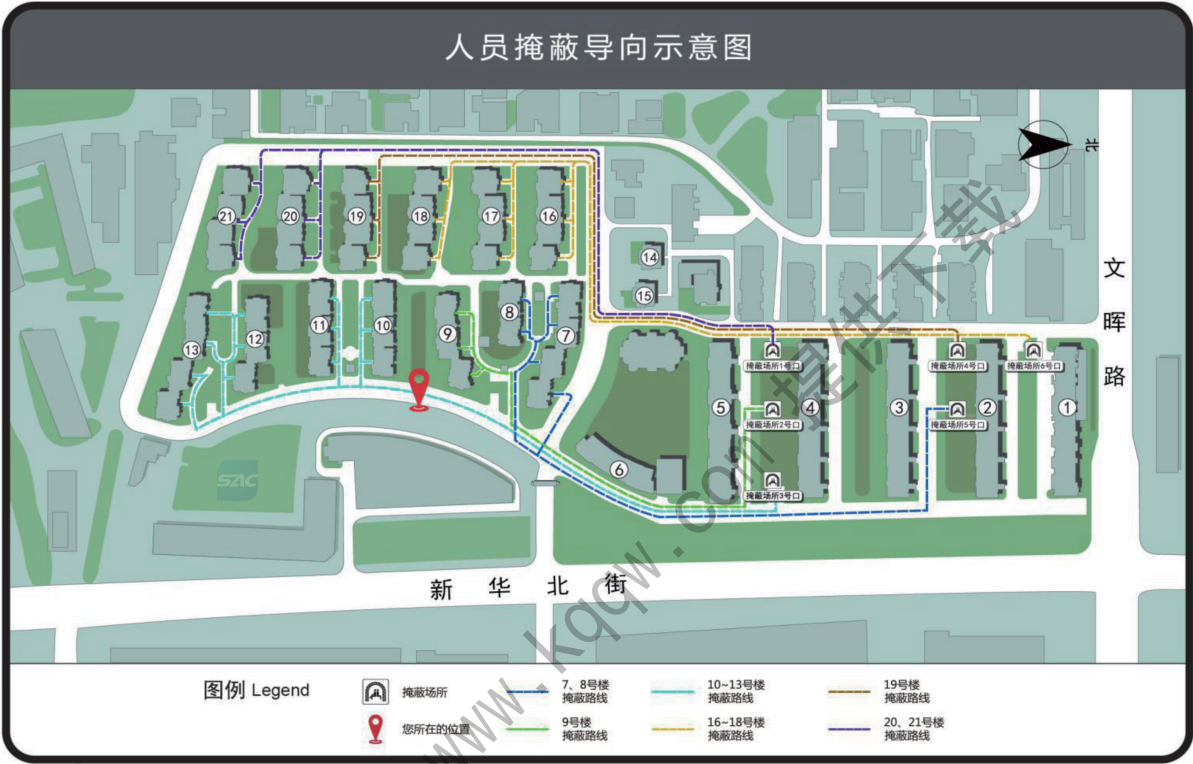 人员掩蔽导向示意图
北
文晖路
21
20
19
18
17
16
14
15
13
12
11
10
9
8
7
6
5
4
3
2
1
掩蔽场所1号口
掩蔽场所4号口
掩蔽场所6号口
掩蔽场所2号口
掩蔽场所5号口
掩蔽场所3号口
SAC
新华北街
www.kqqw.com 提供下载
图例 Legend
掩蔽场所
您所在的位置
7、8号楼
掩蔽路线
9号楼
掩蔽路线
10~13号楼
掩蔽路线
16~18号楼
掩蔽路线
19号楼
掩蔽路线
20、21号楼
掩蔽路线